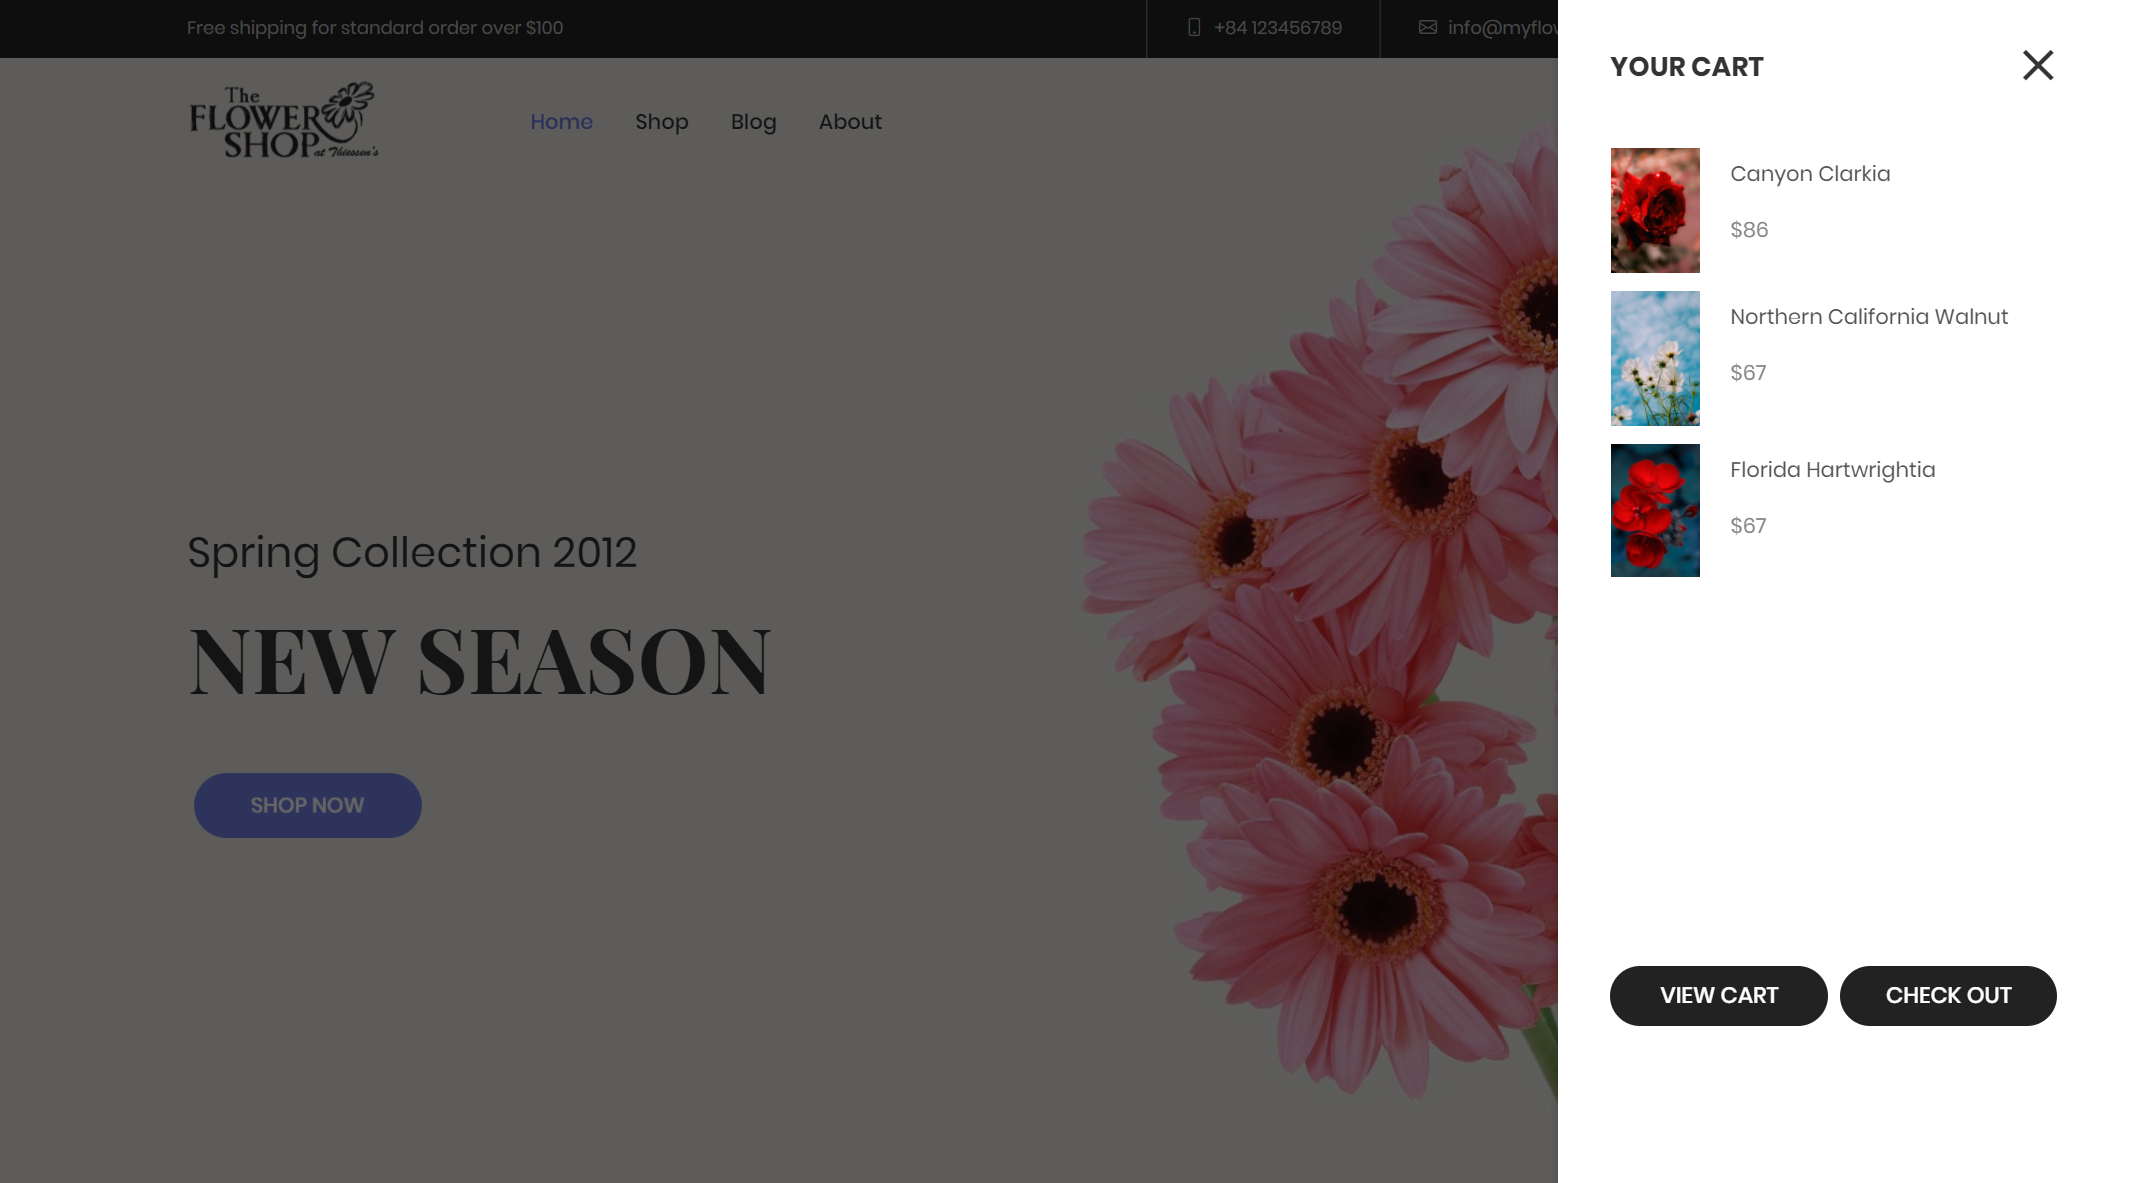 Free shipping for standard order over $100
+84 123456789
info@myflow
The
FLOWER
SHOP
at Thiessen's
Home
Shop
Blog
About
Spring Collection 2012
NEW SEASON
SHOP NOW
YOUR CART
Canyon Clarkia
$86
Northern California Walnut
$67
Florida Hartwrightia
$67
VIEW CART
CHECK OUT